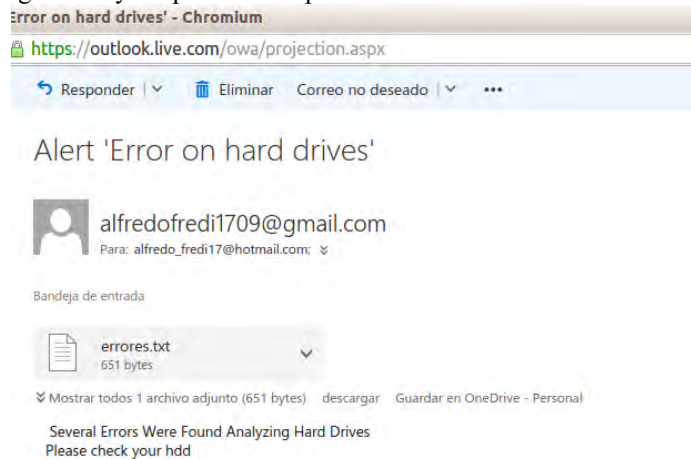 Error on hard drives' - Chromium
https://outlook.live.com/owa/projection.aspx
Responder | Eliminar Correo no deseado | •••
Alert 'Error on hard drives'
alfredofredi1709@gmail.com
Para: alfredo_fredi17@hotmail.com;
Bandeja de entrada
errores.txt
651 bytes
Mostrar todos 1 archivo adjunto (651 bytes) descargar Guardar en OneDrive - Personal
Several Errors Were Found Analyzing Hard Drives
Please check your hdd